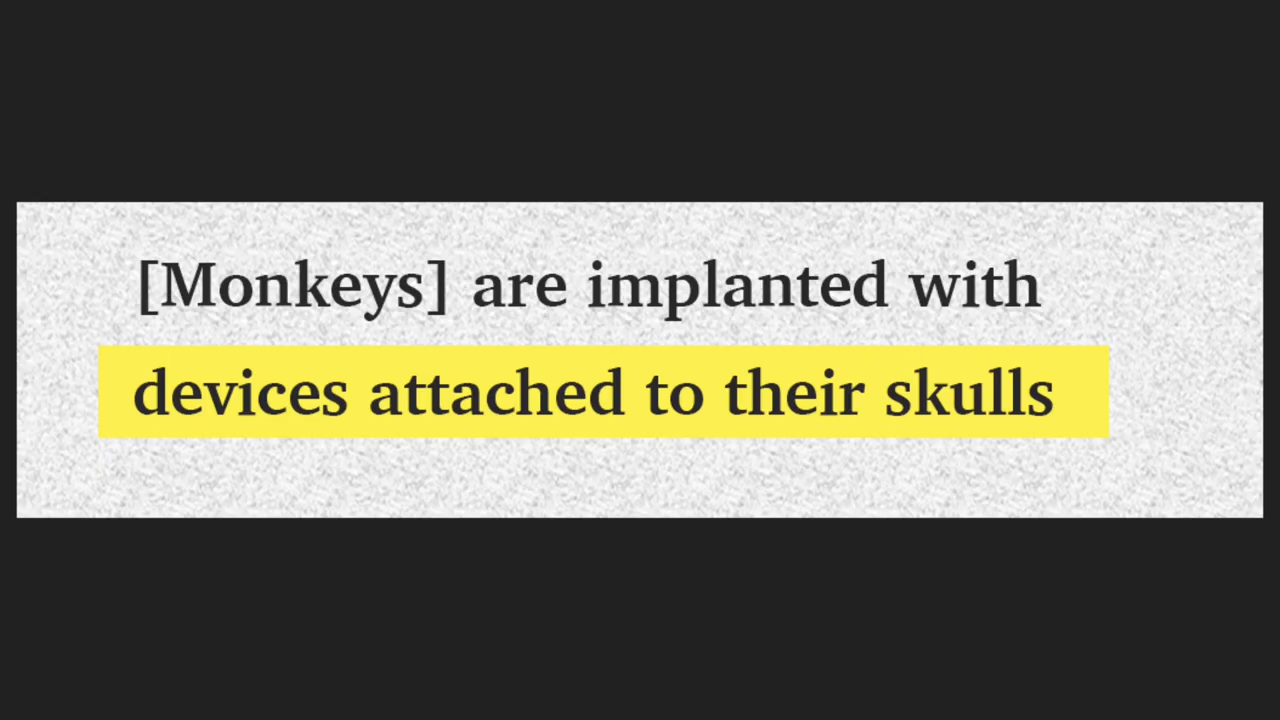 [Monkeys] are implanted with
devices attached to their skulls